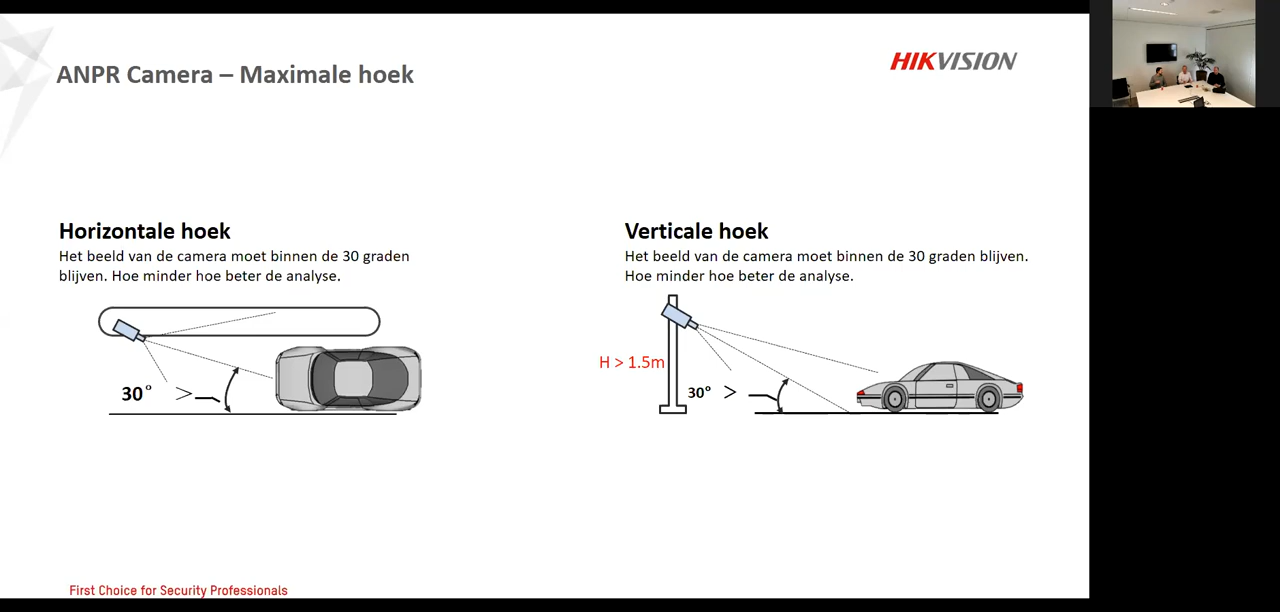 ANPR Camera – Maximale hoek
HIKVISION
Horizontale hoek
Het beeld van de camera moet binnen de 30 graden
blijven. Hoe minder hoe beter de analyse.
30° >
Verticale hoek
Het beeld van de camera moet binnen de 30 graden blijven.
Hoe minder hoe beter de analyse.
H > 1.5m
30° >
First Choice for Security Professionals